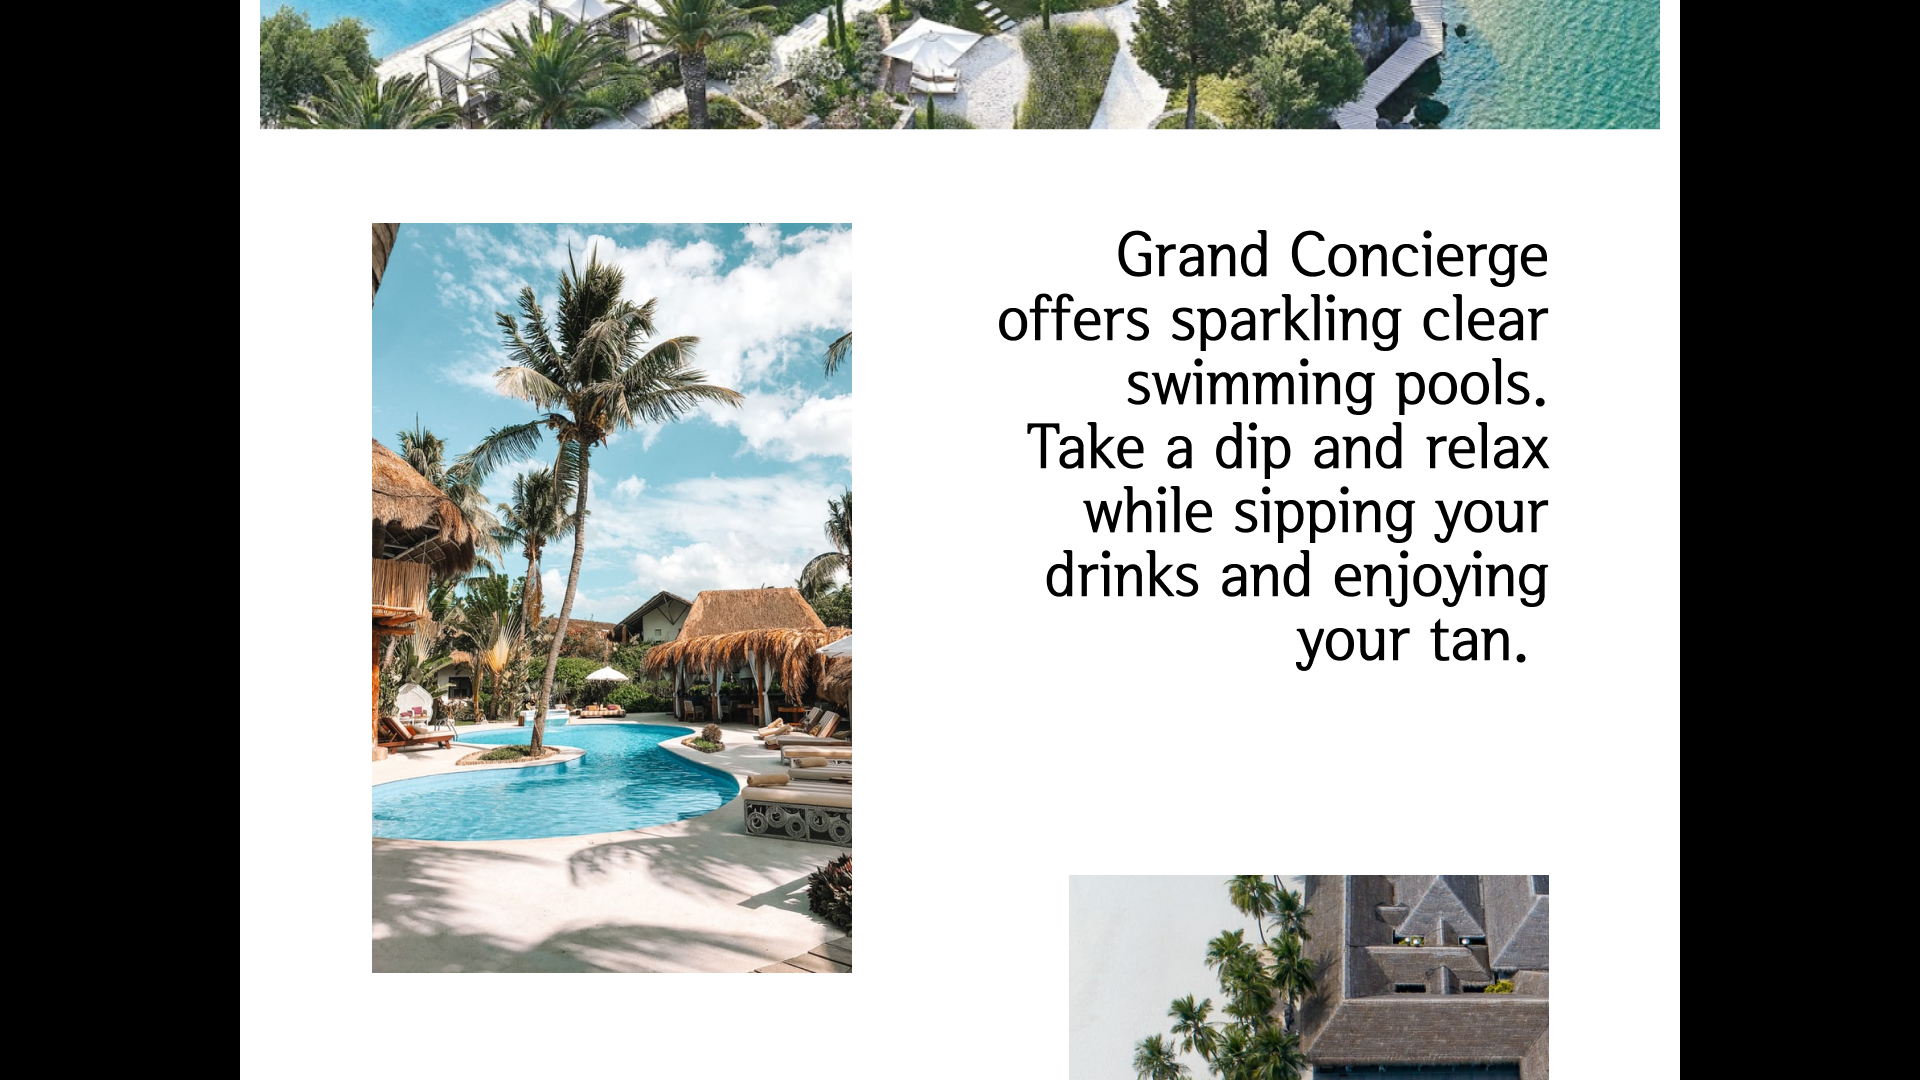 Grand Concierge
offers sparkling clear
swimming pools.
Take a dip and relax
while sipping your
drinks and enjoying
your tan.